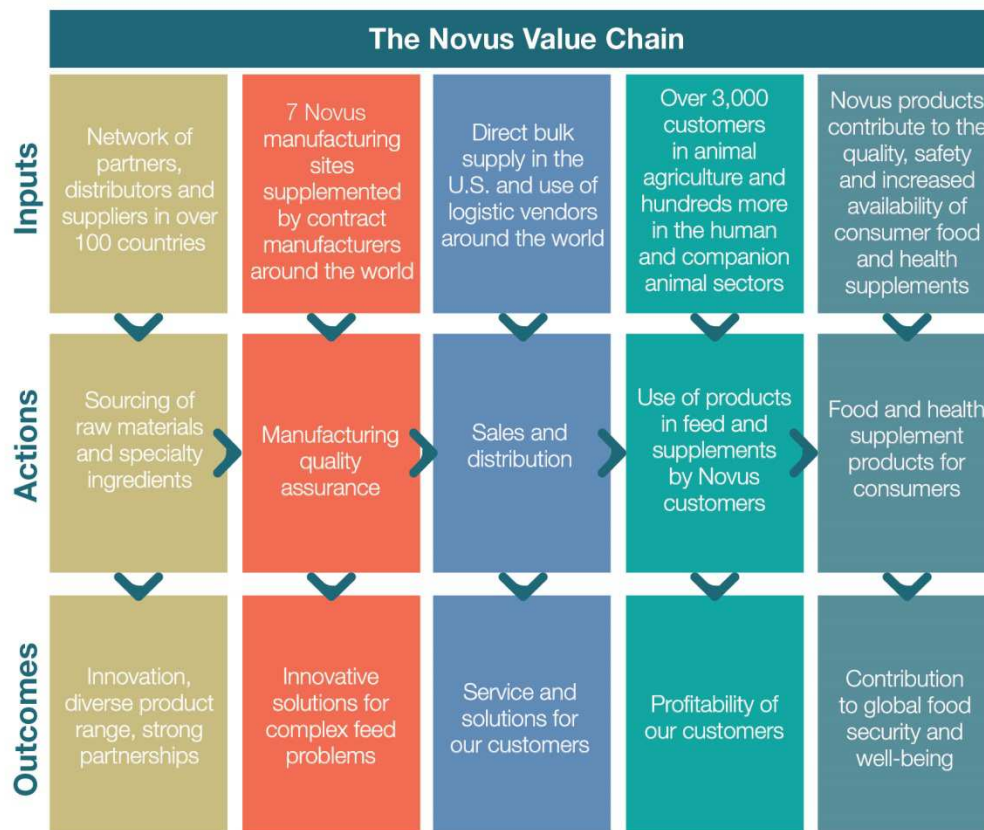 The Novus Value Chain
Inputs
Network of
partners,
distributors and
suppliers in over
100 countries
7 Novus
manufacturing
sites
supplemented
by contract
manufacturers
around the world
Direct bulk
supply in the
U.S. and use of
logistic vendors
around the world
Over 3,000
customers
in animal
agriculture and
hundreds more
in the human
and companion
animal sectors
Novus products
contribute to the
quality, safety
and increased
availability of
consumer food
and health
supplements
Actions
Sourcing of
raw materials
and specialty
ingredients
Manufacturing
quality
assurance
Sales and
distribution
Use of products
in feed and
supplements
by Novus
customers
Food and health
supplement
products for
consumers
Outcomes
Innovation,
diverse product
range, strong
partnerships
Innovative
solutions for
complex feed
problems
Service and
solutions for
our customers
Profitability of
our customers
Contribution
to global food
security and
well-being